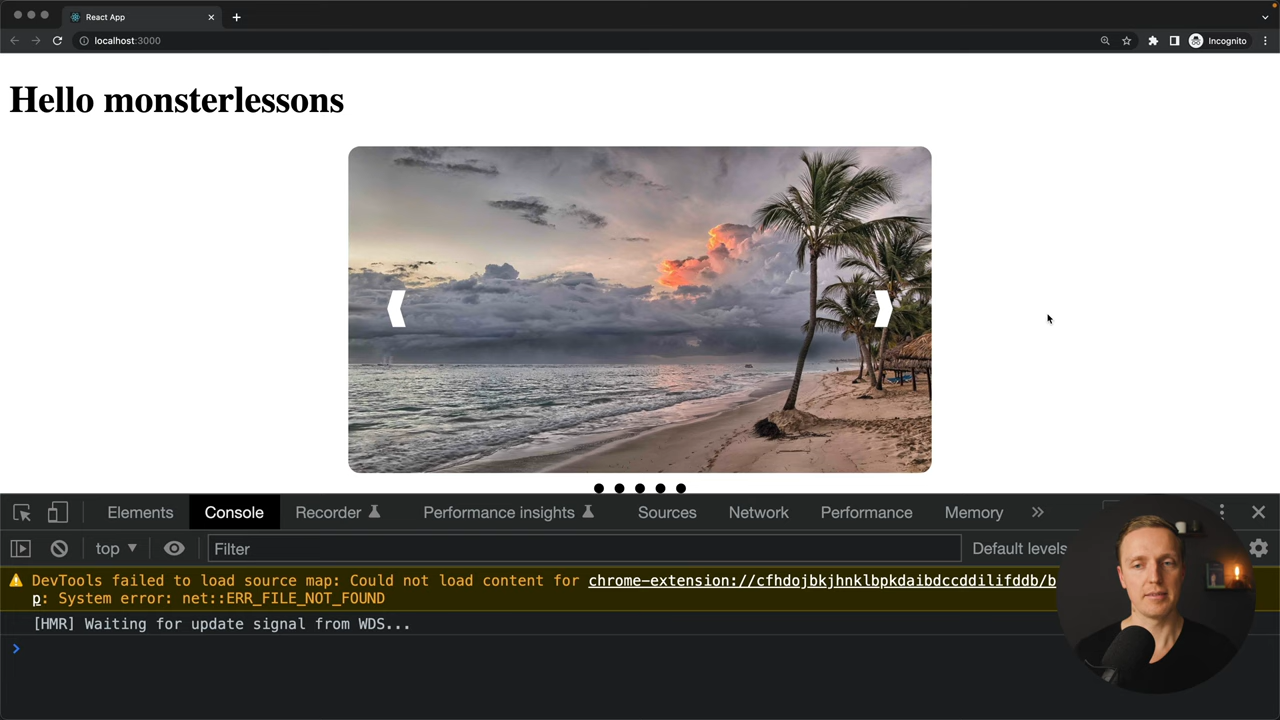 React App
localhost:3000
Incognito
Hello monsterlessons
❰
❱
Elements
Console
Recorder
Performance insights
Sources
Network
Performance
Memory
top
Filter
Default levels
DevTools failed to load source map: Could not load content for chrome-extension://cfhdojbkjhnklbpkdaibdccddilifddb/b
p: System error: net::ERR_FILE_NOT_FOUND
[HMR] Waiting for update signal from WDS...